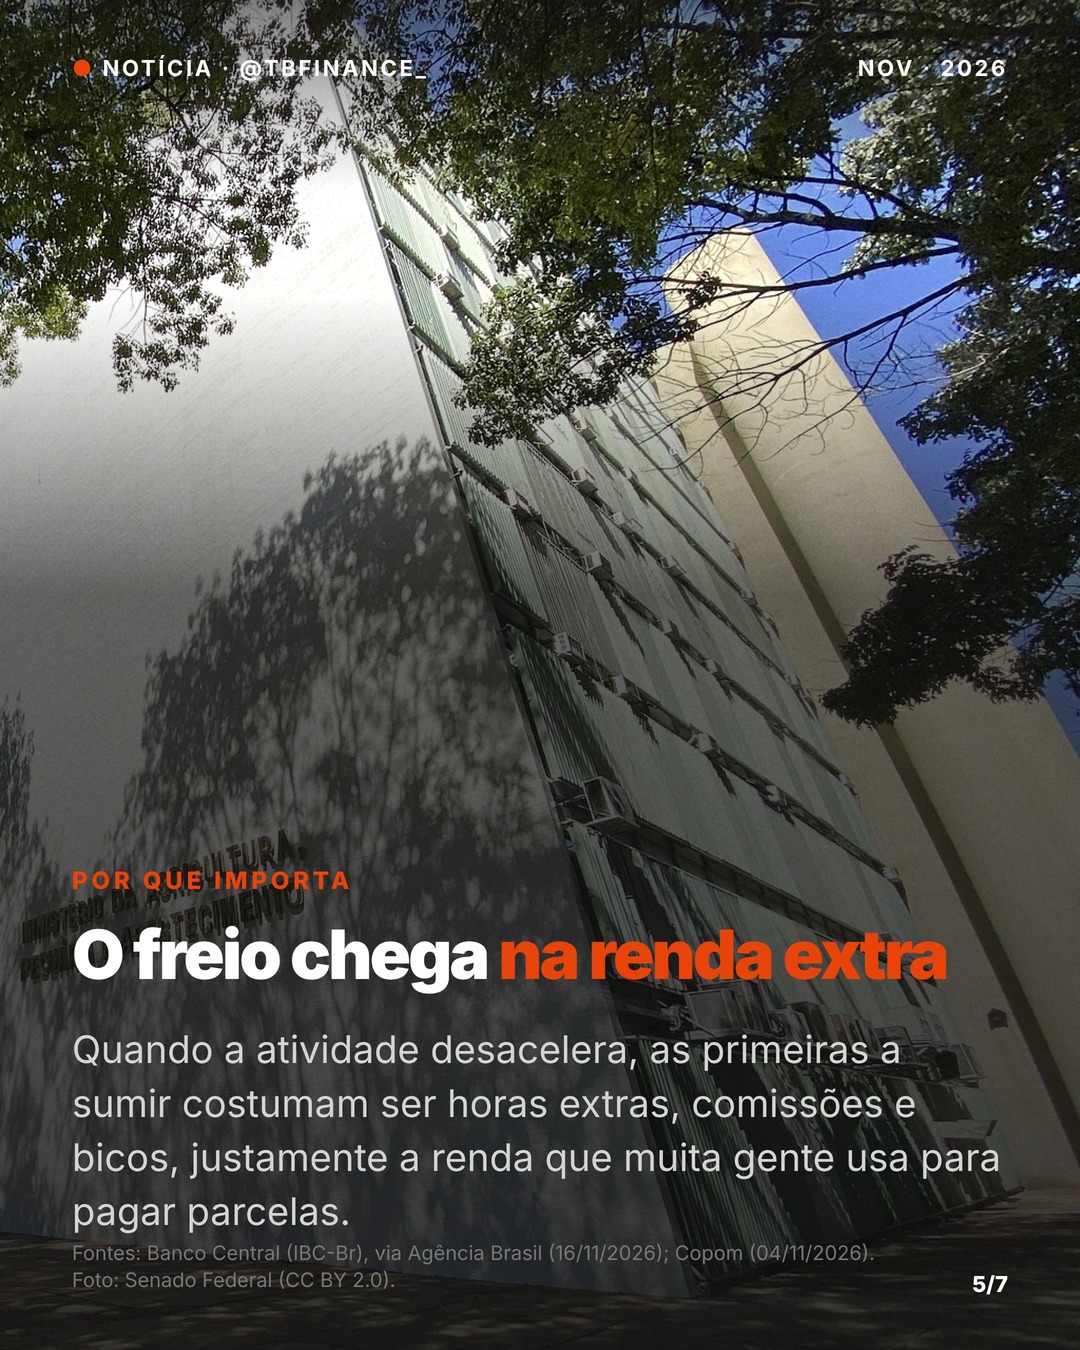 NOTÍCIA · @TBFINANCE_
NOV · 2026
MINISTÉRIO DA AGRICULTURA,
POR QUE IMPORTA
O freio chega na renda extra
Quando a atividade desacelera, as primeiras a
sumir costumam ser horas extras, comissões e
bicos, justamente a renda que muita gente usa para
pagar parcelas.
Fontes: Banco Central (IBC-Br), via Agência Brasil (16/11/2026); Copom (04/11/2026).
Foto: Senado Federal (CC BY 2.0).
5/7